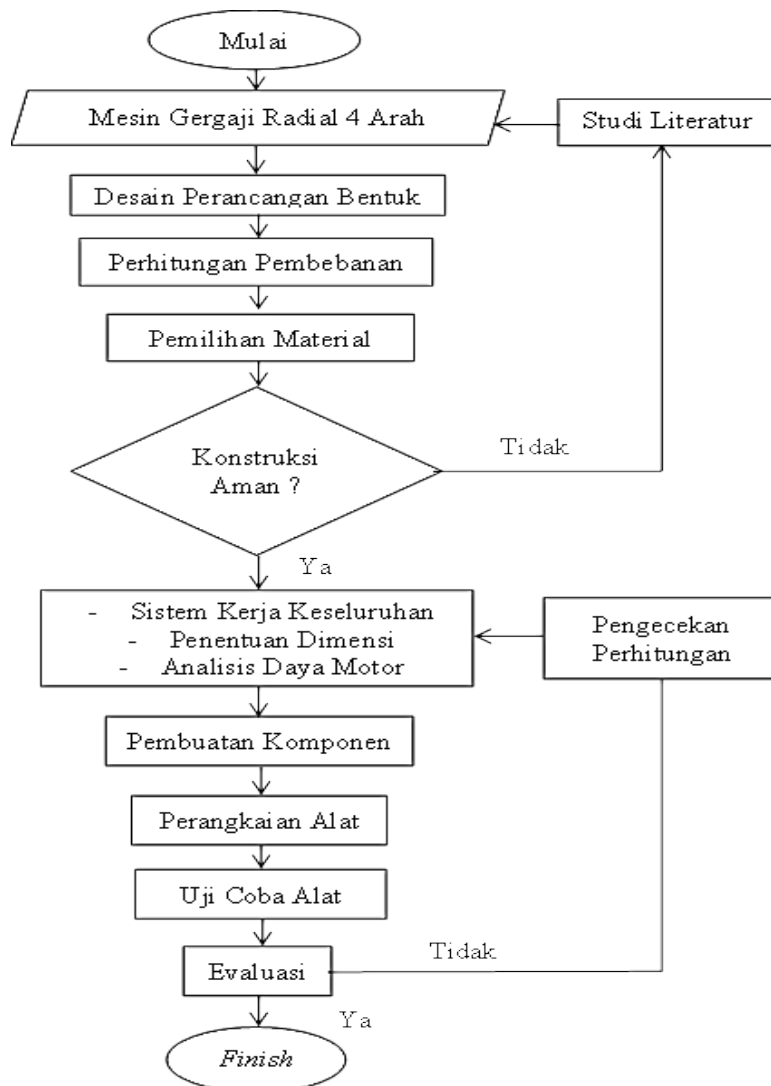 Mulai
Mesin Gergaji Radial 4 Arah
Studi Literatur
Desain Perancangan Bentuk
Perhitungan Pembebanan
Pemilihan Material
Konstruksi
Aman ?
Tidak
Ya
- Sistem Kerja Keseluruhan
- Penentuan Dimensi
- Analisis Daya Motor
Pengecekan
Perhitungan
Pembuatan Komponen
Perangkaian Alat
Uji Coba Alat
Evaluasi
Tidak
Ya
Finish